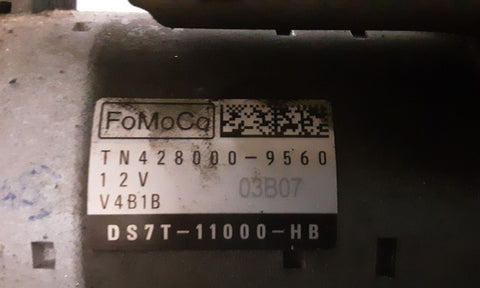 FoMoCo
TN428000-9560
12V
V4B1B 03B07
DS7T-11000-HB